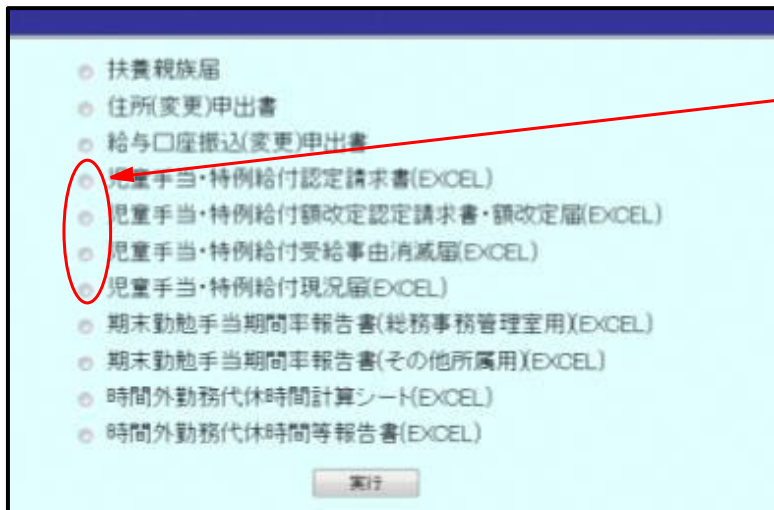 扶養親族届
住所(変更)申出書
給与口座振込(変更)申出書
児童手当・特例給付認定請求書(EXCEL)
児童手当・特例給付額改定認定請求書・額改定届(EXCEL)
児童手当・特例給付受給事由消滅届(EXCEL)
児童手当・特例給付現況届(EXCEL)
期末勤勉手当期間率報告書(総務事務管理室用)(EXCEL)
期末勤勉手当期間率報告書(その他所属用)(EXCEL)
時間外勤務代休時間計算シート(EXCEL)
時間外勤務代休時間等報告書(EXCEL)
実行